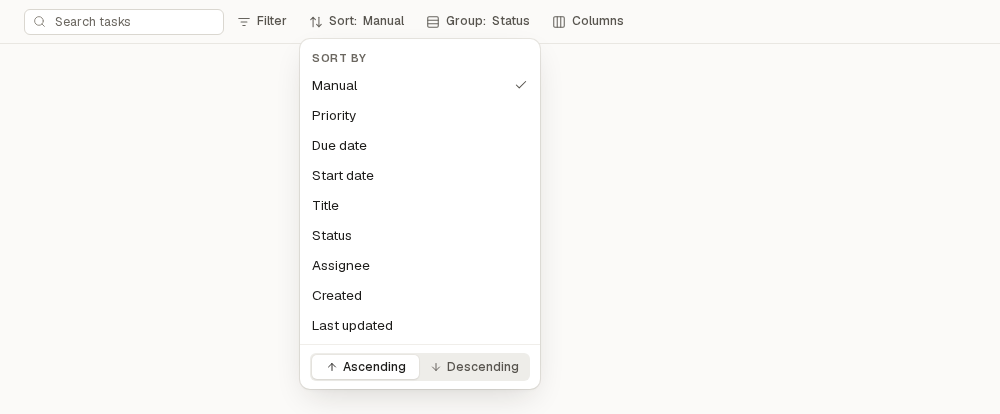 Search tasks Filter Sort: Manual Group: Status Columns
SORT BY
Manual
Priority
Due date
Start date
Title
Status
Assignee
Created
Last updated
Ascending Descending